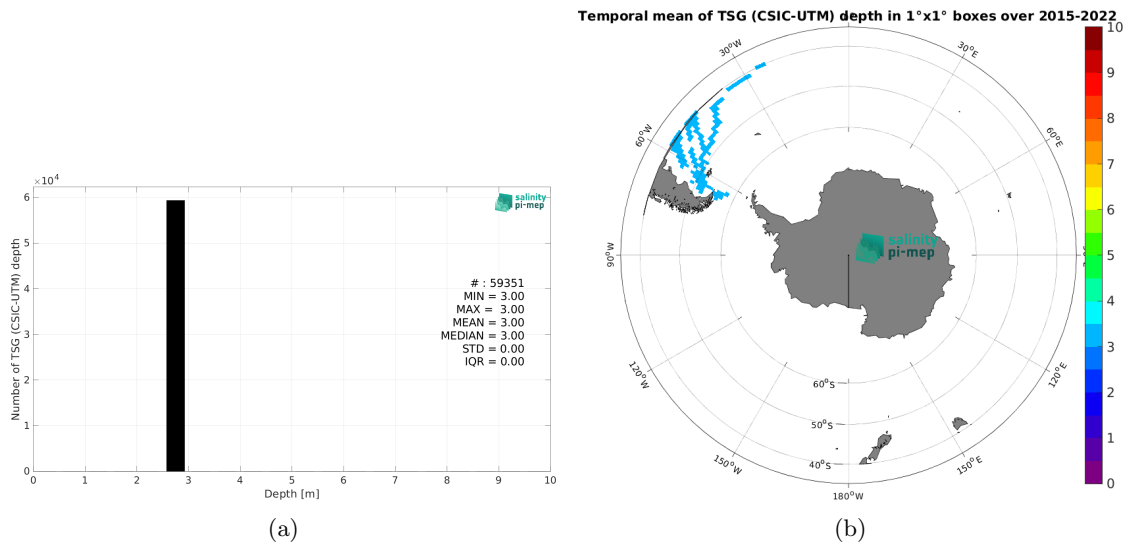 Temporal mean of TSG (CSIC-UTM) depth in 1°x1° boxes over 2015-2022
×10⁴
6
5
4
3
2
1
0
Number of TSG (CSIC-UTM) depth
salinity
pi-mep
# : 59351
MIN = 3.00
MAX = 3.00
MEAN = 3.00
MEDIAN = 3.00
STD = 0.00
IQR = 0.00
0 1 2 3 4 5 6 7 8 9 10
Depth [m]
(a)
30°W
30°E
60°W
60°E
90°W
salinity
pi-mep
120°W
120°E
150°W
150°E
180°W
60°S
50°S
40°S
10
9
8
7
6
5
4
3
2
1
0
(b)